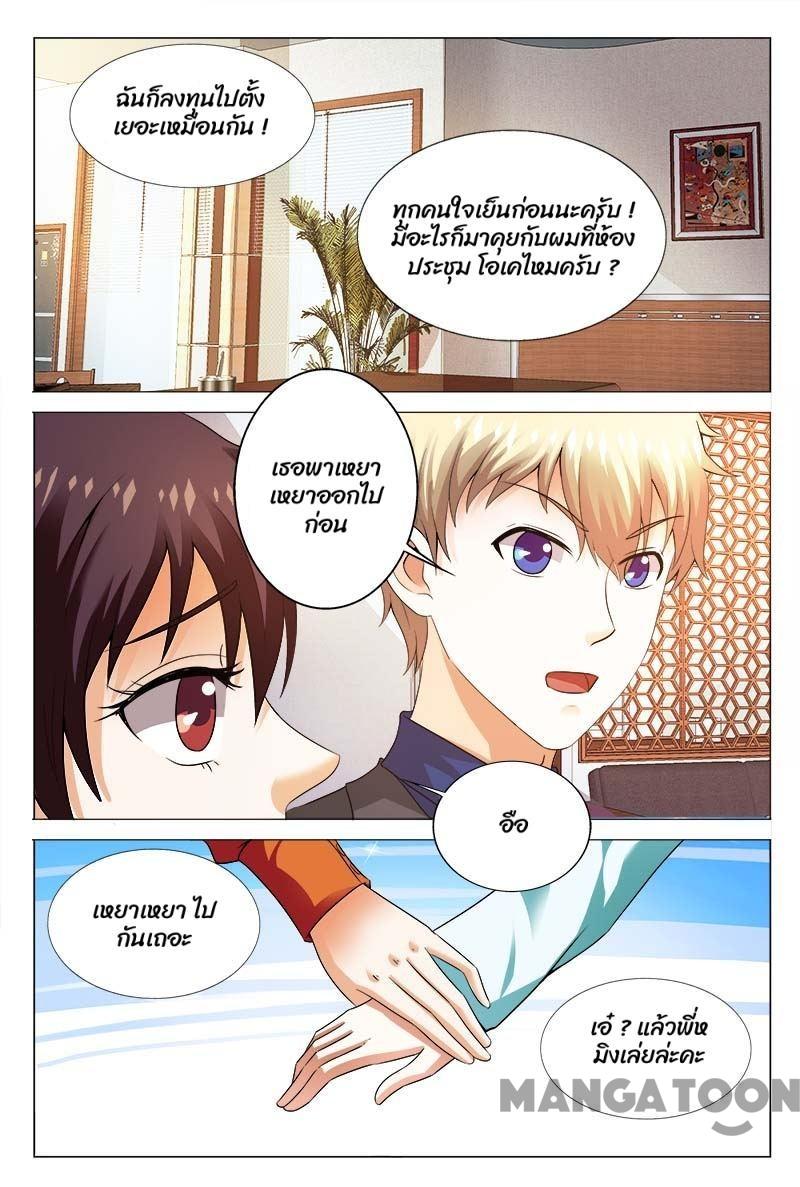 ฉันก็ลงทุนไปตั้ง
เยอะเหมือนกัน !
ทุกคนใจเย็นก่อนนะครับ !
มีอะไรก็มาคุยกับผมที่ห้อง
ประชุม โอเคไหมครับ ?
เธอพาเหยา
เหยาออกไป
ก่อน
อือ
เหยาเหยา ไป
กันเถอะ
เอ๋ ? แล้วพี่ห
มิงเล่ยล่ะคะ
MANGATOON